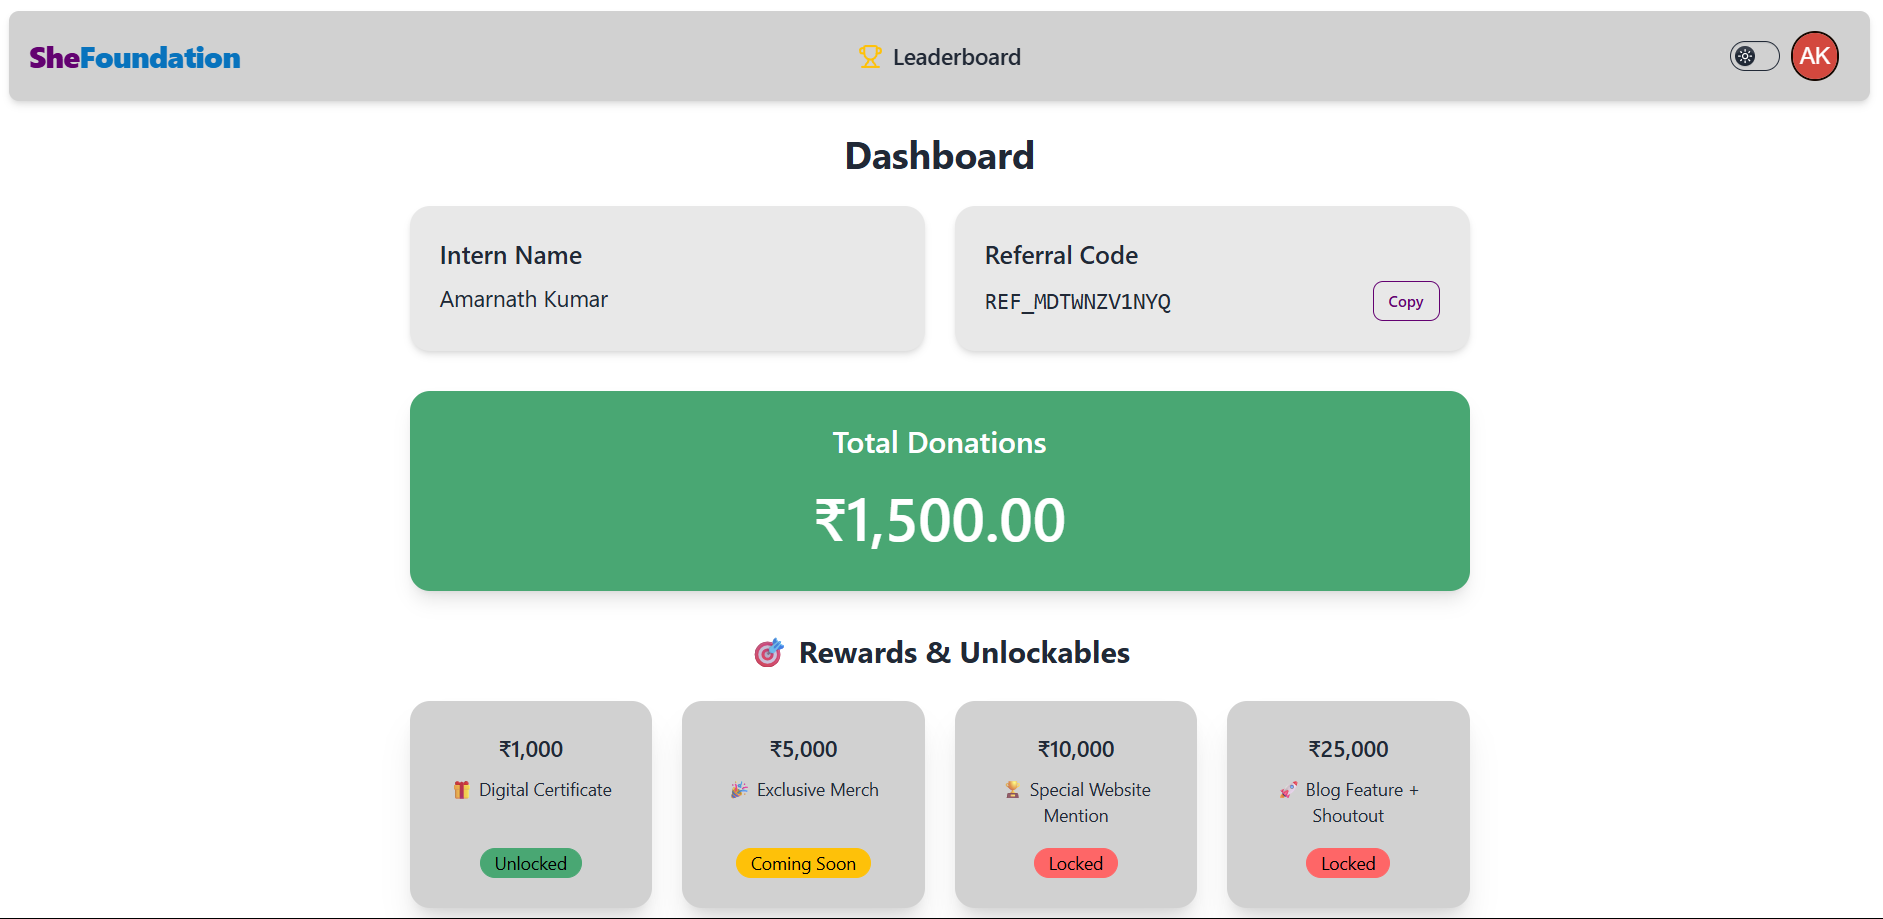 SheFoundation
Leaderboard
AK
Dashboard
Intern Name
Amarnath Kumar
Referral Code
REF_MDTWNZV1NYQ
Copy
Total Donations
₹1,500.00
Rewards & Unlockables
₹1,000
Digital Certificate
Unlocked
₹5,000
Exclusive Merch
Coming Soon
₹10,000
Special Website
Mention
Locked
₹25,000
Blog Feature +
Shoutout
Locked